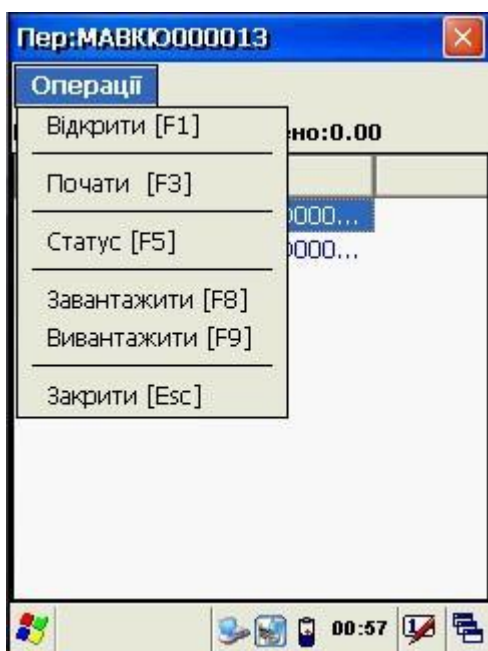 Пер:МАВКЮ000013
Операції
Відкрити [F1]
но:0.00
Почати [F3]
0000...
Статус [F5]
0000...
Завантажити [F8]
Вивантажити [F9]
Закрити [Esc]
00:57